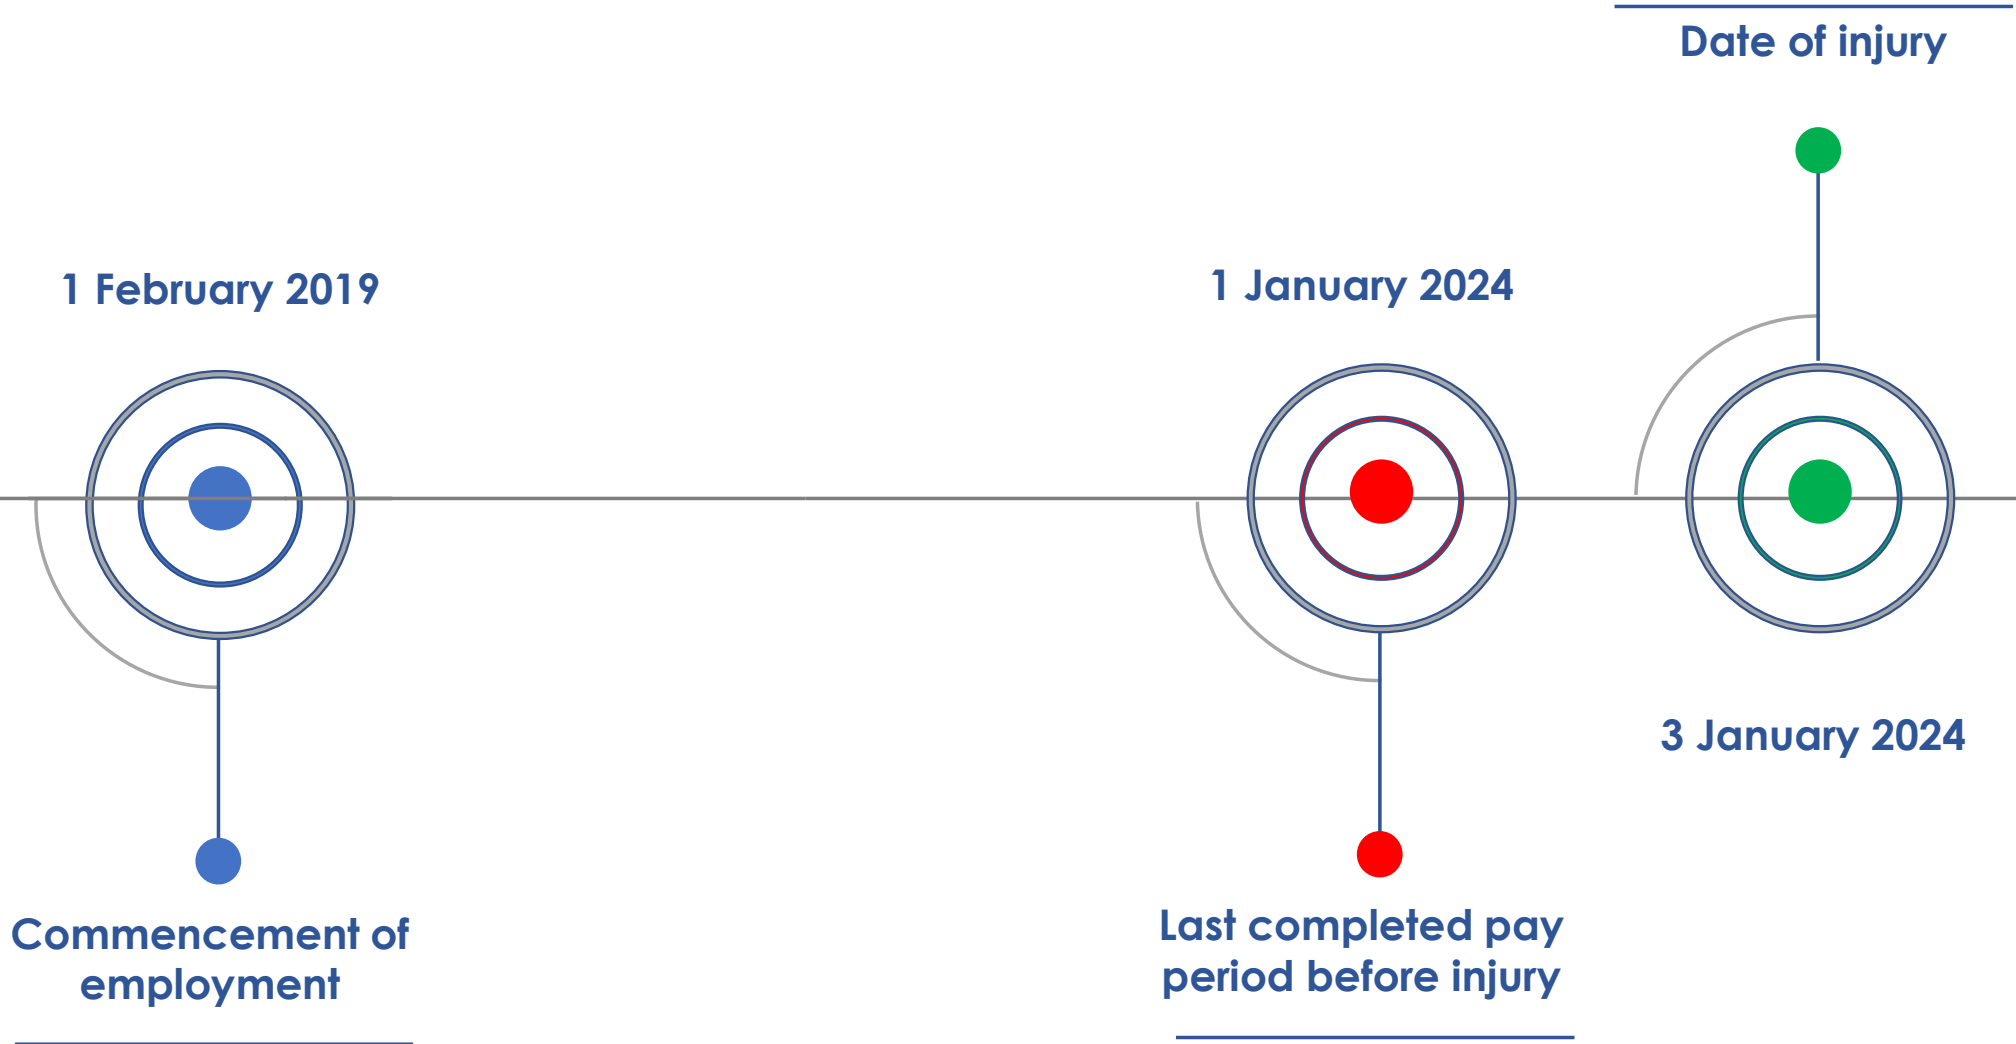 Date of injury
1 February 2019
1 January 2024
3 January 2024
Commencement of
employment
Last completed pay
period before injury